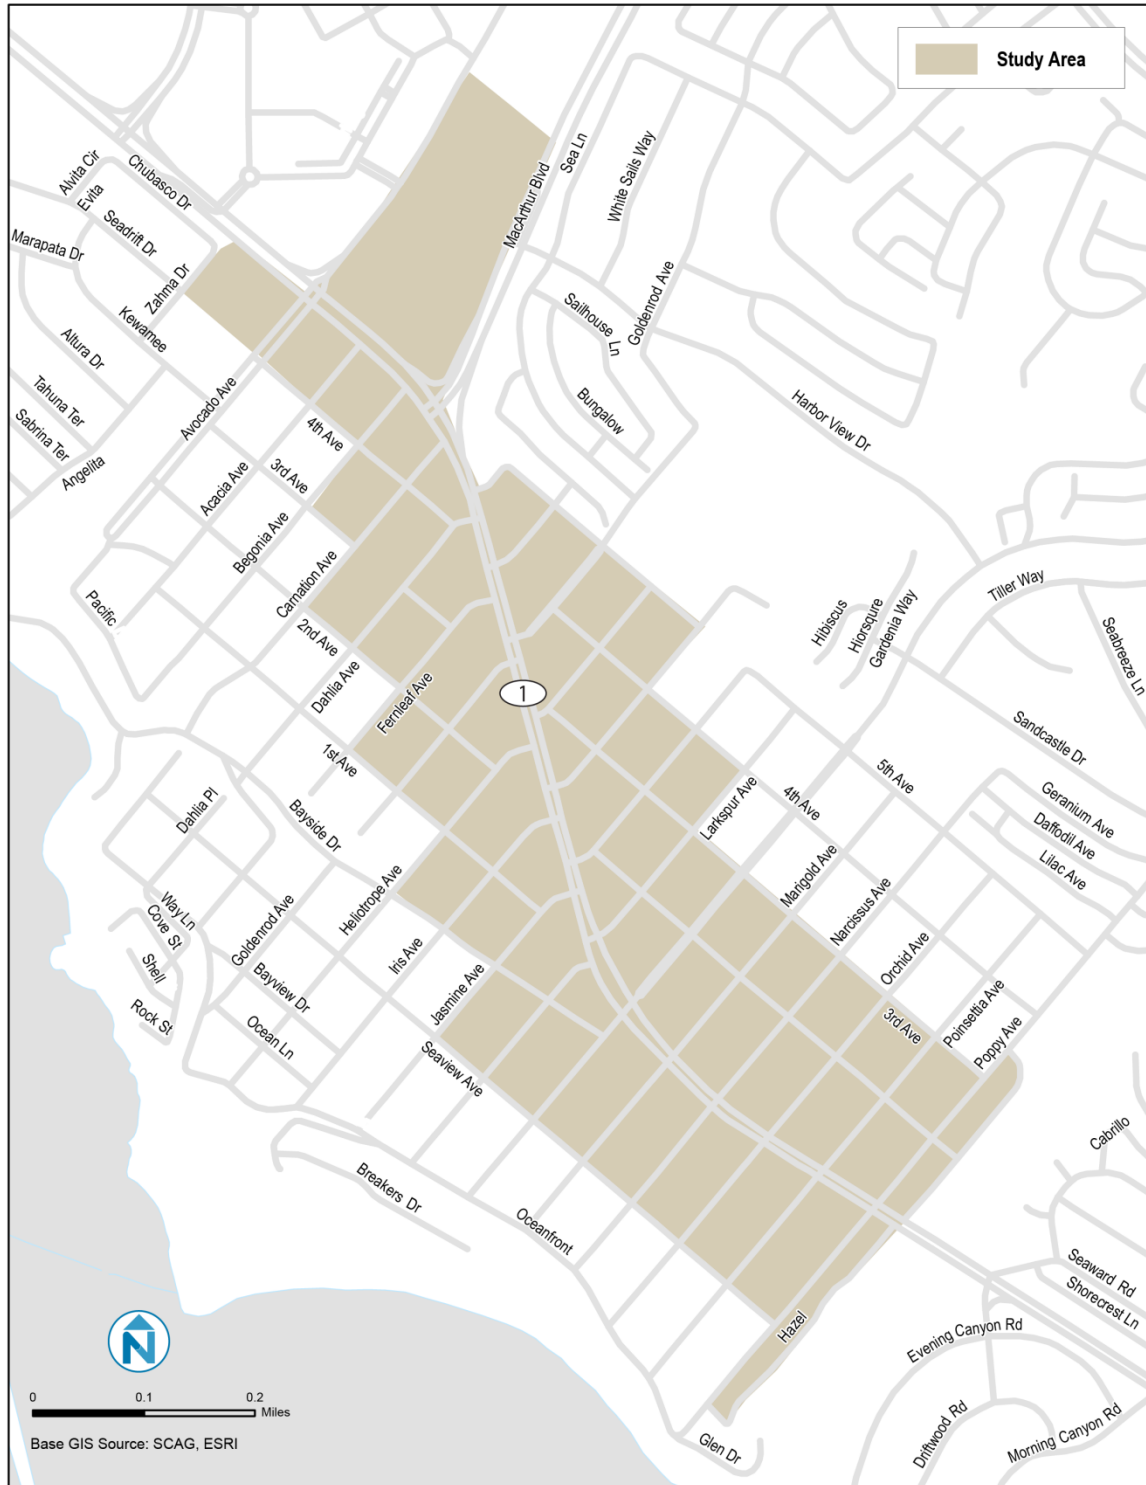 Study Area
Alvita Cir
Evita
Chubasco Dr
Seadrift Dr
Marapata Dr
Zahma Dr
Kewamee
Altura Dr
Tahuna Ter
Sabrina Ter
Angelita
Avocado Ave
MacArthur Blvd
Sea Ln
White Sails Way
Goldenrod Ave
Sailhouse Ln
Bungalow
Harbor View Dr
4th Ave
3rd Ave
Acacia Ave
Begonia Ave
Carnation Ave
2nd Ave
Pacific
Dahlia Ave
Fernleaf Ave
1st Ave
1
Hibiscus
Hiorsqure
Gardenia Way
Tiller Way
Seabreeze Ln
Sandcastle Dr
5th Ave
4th Ave
Larkspur Ave
Geranium Ave
Daffodil Ave
Lilac Ave
Marigold Ave
Narcissus Ave
Orchid Ave
Poinsettia Ave
3rd Ave
Poppy Ave
Dahlia Pl
Bayside Dr
Way Ln
Cove St
Shell
Rock St
Goldenrod Ave
Heliotrope Ave
Bayview Dr
Ocean Ln
Iris Ave
Jasmine Ave
Seaview Ave
Breakers Dr
Oceanfront
Hazel
Glen Dr
Cabrillo
Seaward Rd
Shorecrest Ln
Evening Canyon Rd
Driftwood Rd
Morning Canyon Rd
N
0 0.1 0.2
Miles
Base GIS Source: SCAG, ESRI